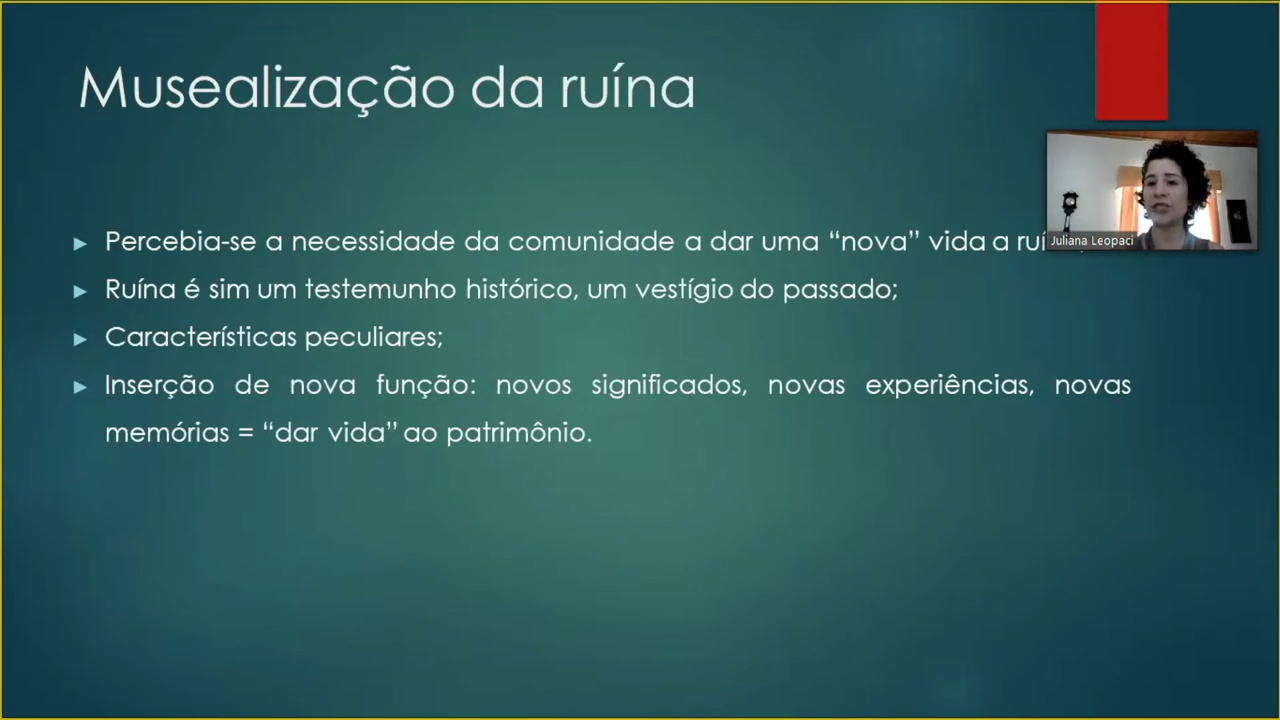 Musealização da ruína
Percebia-se a necessidade da comunidade a dar uma “nova” vida a
Ruína é sim um testemunho histórico, um vestígio do passado;
Características peculiares;
Inserção de nova função: novos significados, novas experiências, novas
memórias = “dar vida” ao patrimônio.
Juliana Leopaci